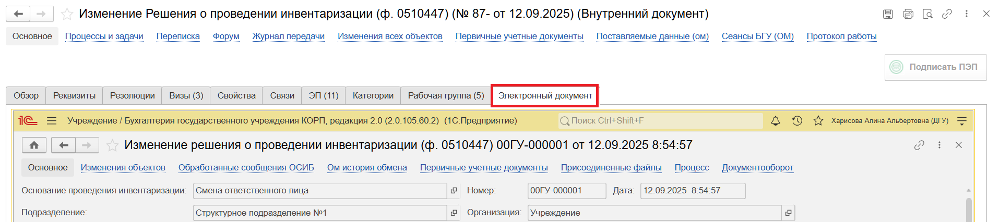 Изменение Решения о проведении инвентаризации (ф. 0510447) (№ 87- от 12.09.2025) (Внутренний документ)
Основное Процессы и задачи Переписка Форум Журнал передачи Изменения всех объектов Первичные учетные документы Поставляемые данные (ом) Сеансы БГУ (ОМ) Протокол работы
Подписать ПЭП
Обзор Реквизиты Резолюции Визы (3) Свойства Связи ЭП (11) Категории Рабочая группа (5) Электронный документ
1С Учреждение / Бухгалтерия государственного учреждения КОРП, редакция 2.0 (2.0.105.60.2) (1С:Предприятие) Поиск Ctrl+Shift+F Харисова Алина Альбертовна (ДГУ)
Изменение решения о проведении инвентаризации (ф. 0510447) 00ГУ-000001 от 12.09.2025 8:54:57
Основное Изменения объектов Обработанные сообщения ОСИБ Ом история обмена Первичные учетные документы Присоединенные файлы Процесс Документооборот
Основание проведения инвентаризации: Смена ответственного лица Номер: 00ГУ-000001 Дата: 12.09.2025 8:54:57
Подразделение: Структурное подразделение №1 Организация: Учреждение